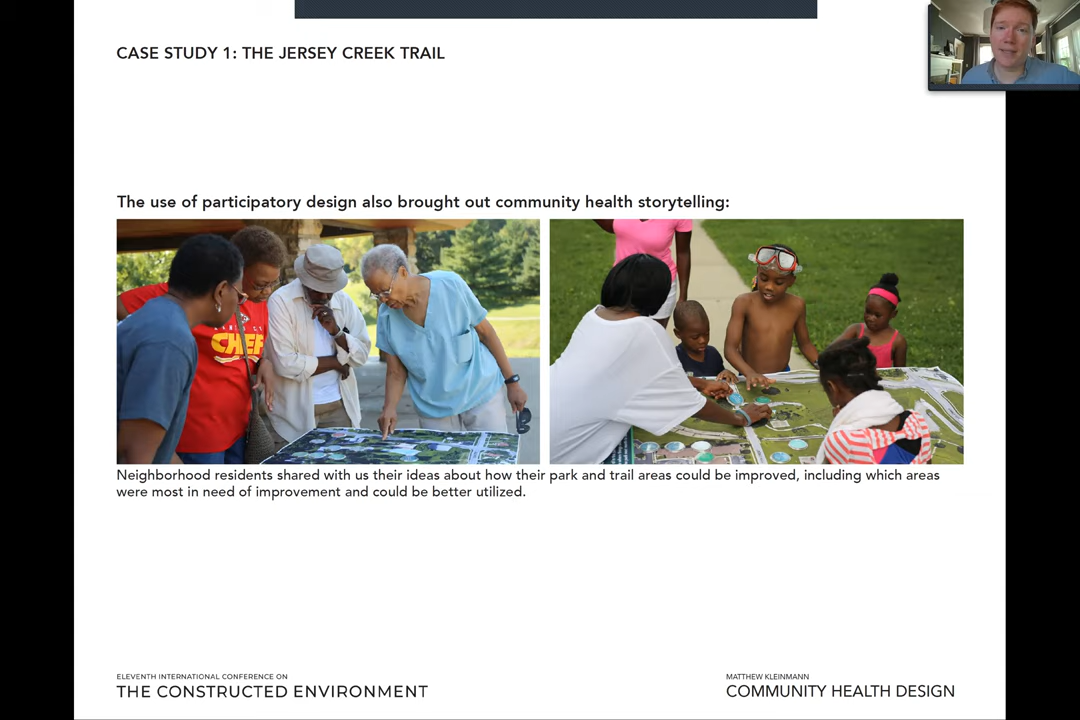 CASE STUDY 1: THE JERSEY CREEK TRAIL
The use of participatory design also brought out community health storytelling:
CHIEF
Neighborhood residents shared with us their ideas about how their park and trail areas could be improved, including which areas
were most in need of improvement and could be better utilized.
ELEVENTH INTERNATIONAL CONFERENCE ON
THE CONSTRUCTED ENVIRONMENT
MATTHEW KLEINMANN
COMMUNITY HEALTH DESIGN